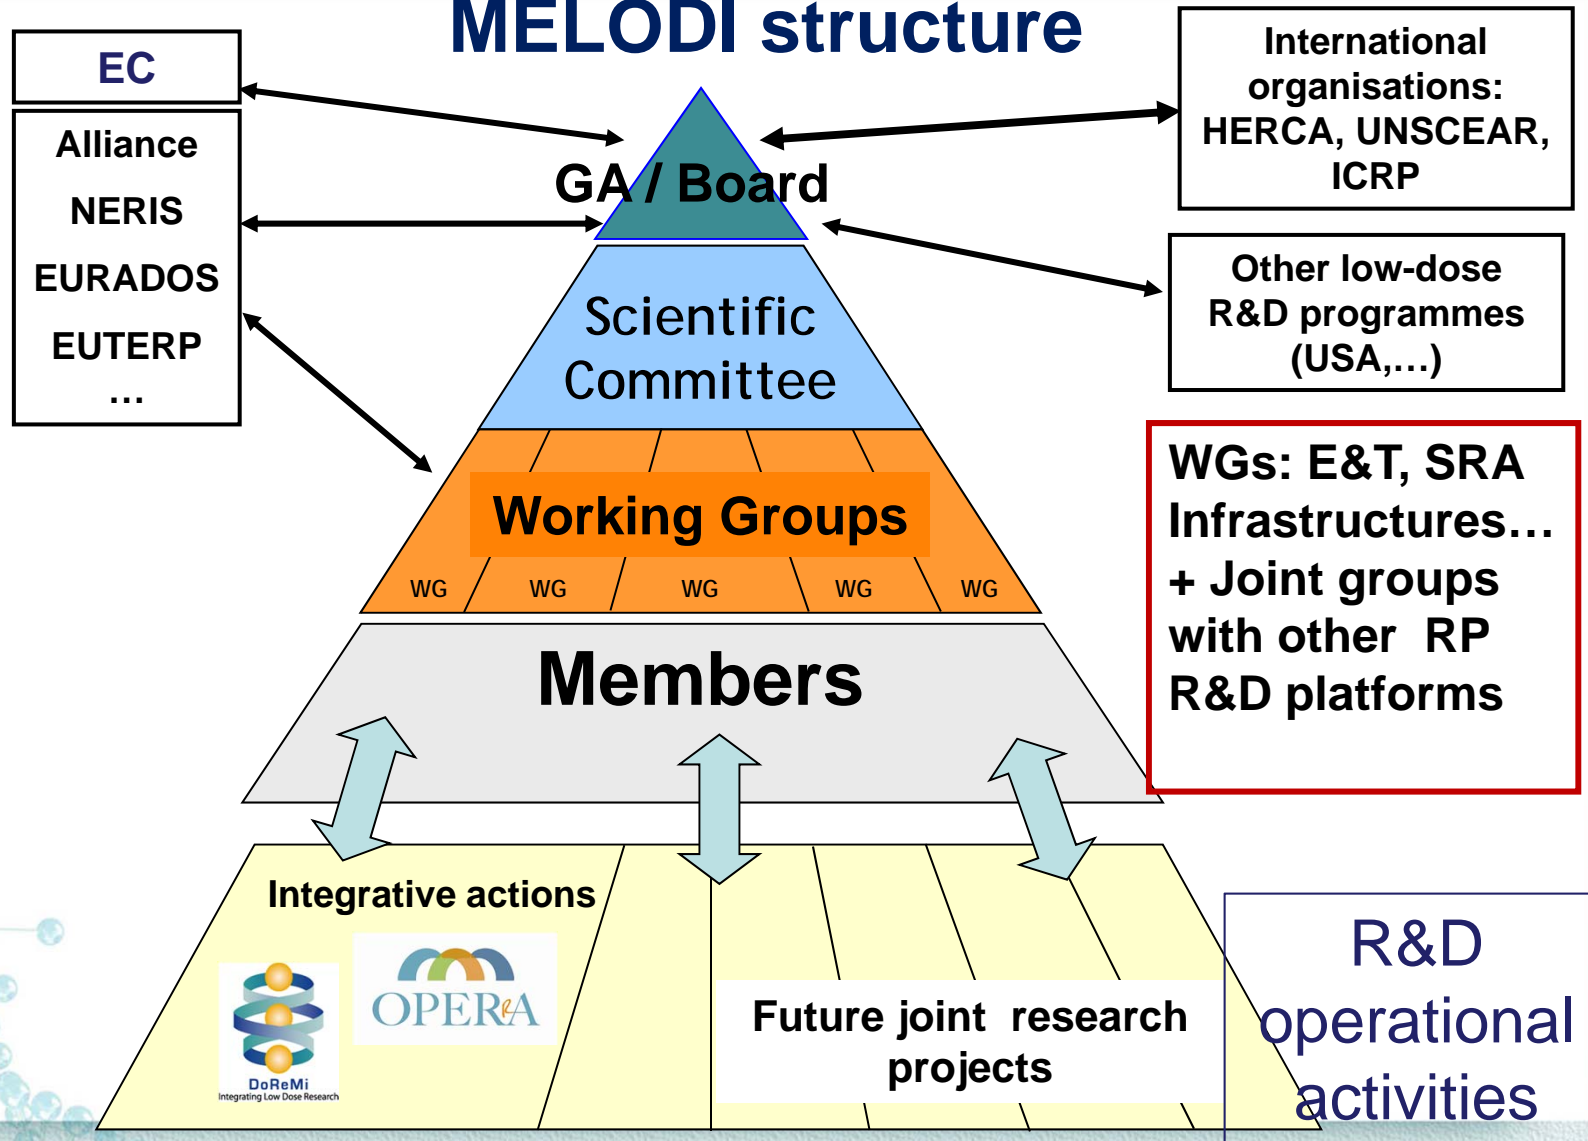 MELODI structure
EC
Alliance
NERIS
EURADOS
EUTERP
…
International
organisations:
HERCA, UNSCEAR,
ICRP
Other low-dose
R&D programmes
(USA,…)
GA / Board
Scientific
Committee
Working Groups
WG WG WG WG WG
WGs: E&T, SRA
Infrastructures…
+ Joint groups
with other RP
R&D platforms
Members
Integrative actions
DoReMi
Integrating Low Dose Research
OPERRA
Future joint research
projects
R&D
operational
activities